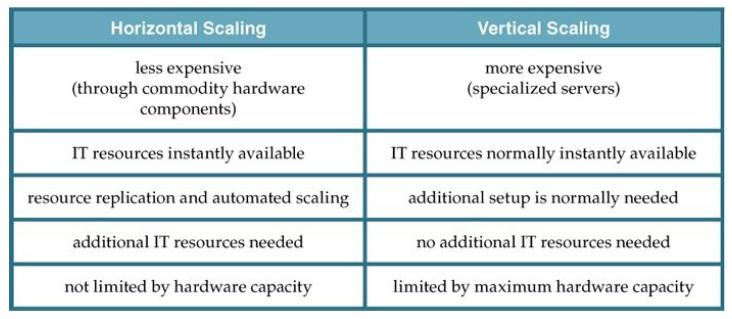 Horizontal Scaling
Vertical Scaling
less expensive
(through commodity hardware
components)
more expensive
(specialized servers)
IT resources instantly available
IT resources normally instantly available
resource replication and automated scaling
additional setup is normally needed
additional IT resources needed
no additional IT resources needed
not limited by hardware capacity
limited by maximum hardware capacity